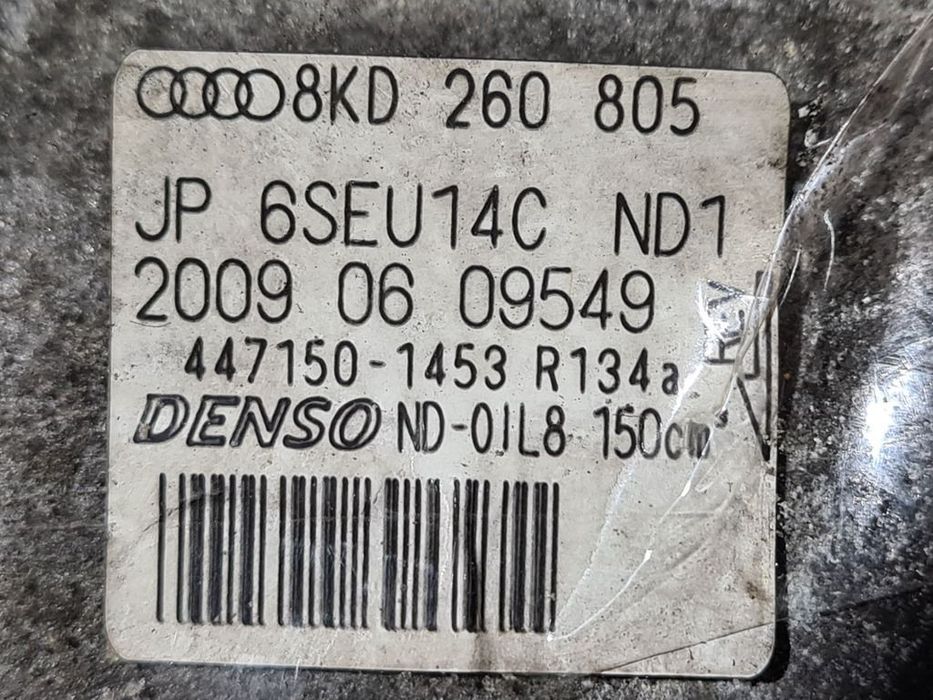 8KD 260 805
JP 6SEU14C ND1
2009 06 09549
447150-1453 R134a
DENSO ND-OIL8 150cm³